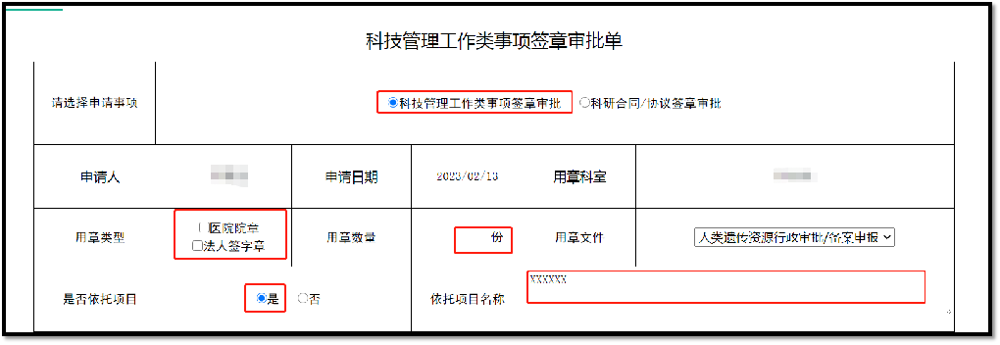 科技管理工作类事项签章审批单
请选择申请事项 科技管理工作类事项签章审批 科研合同/协议签章审批
申请人 申请日期 2023/02/13 用章科室
用章类型 医院院章 用章数量 份 用章文件 人类遗传资源行政审批/备案申报
法人签字章
是否依托项目 是 否 依托项目名称 XXXXXX